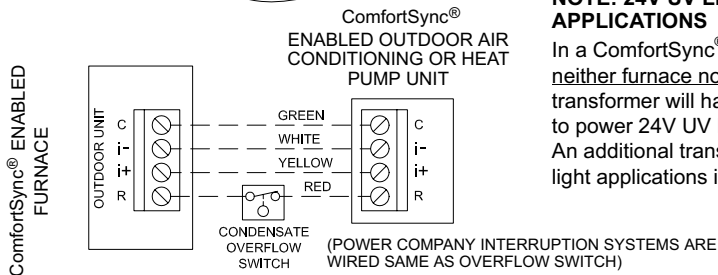 NOTE: 24V UV L
APPLICATIONS
In a ComfortSync®
neither furnace no
transformer will ha
to power 24V UV
An additional trans
light applications i
ComfortSync®
ENABLED OUTDOOR AIR
CONDITIONING OR HEAT
PUMP UNIT
ComfortSync® ENABLED
FURNACE
OUTDOOR UNIT
C
i-
i+
R
GREEN
WHITE
YELLOW
RED
C
i-
i+
R
CONDENSATE
OVERFLOW
SWITCH
(POWER COMPANY INTERRUPTION SYSTEMS ARE
WIRED SAME AS OVERFLOW SWITCH)